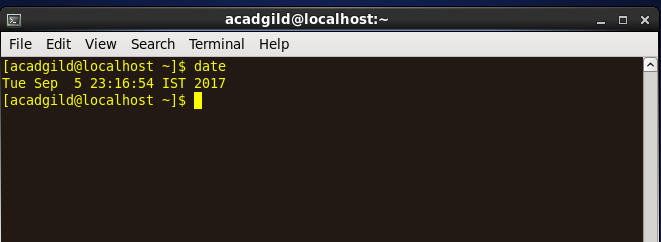 acadgild@localhost:~
File Edit View Search Terminal Help
[acadgild@localhost ~]$ date
Tue Sep  5 23:16:54 IST 2017
[acadgild@localhost ~]$